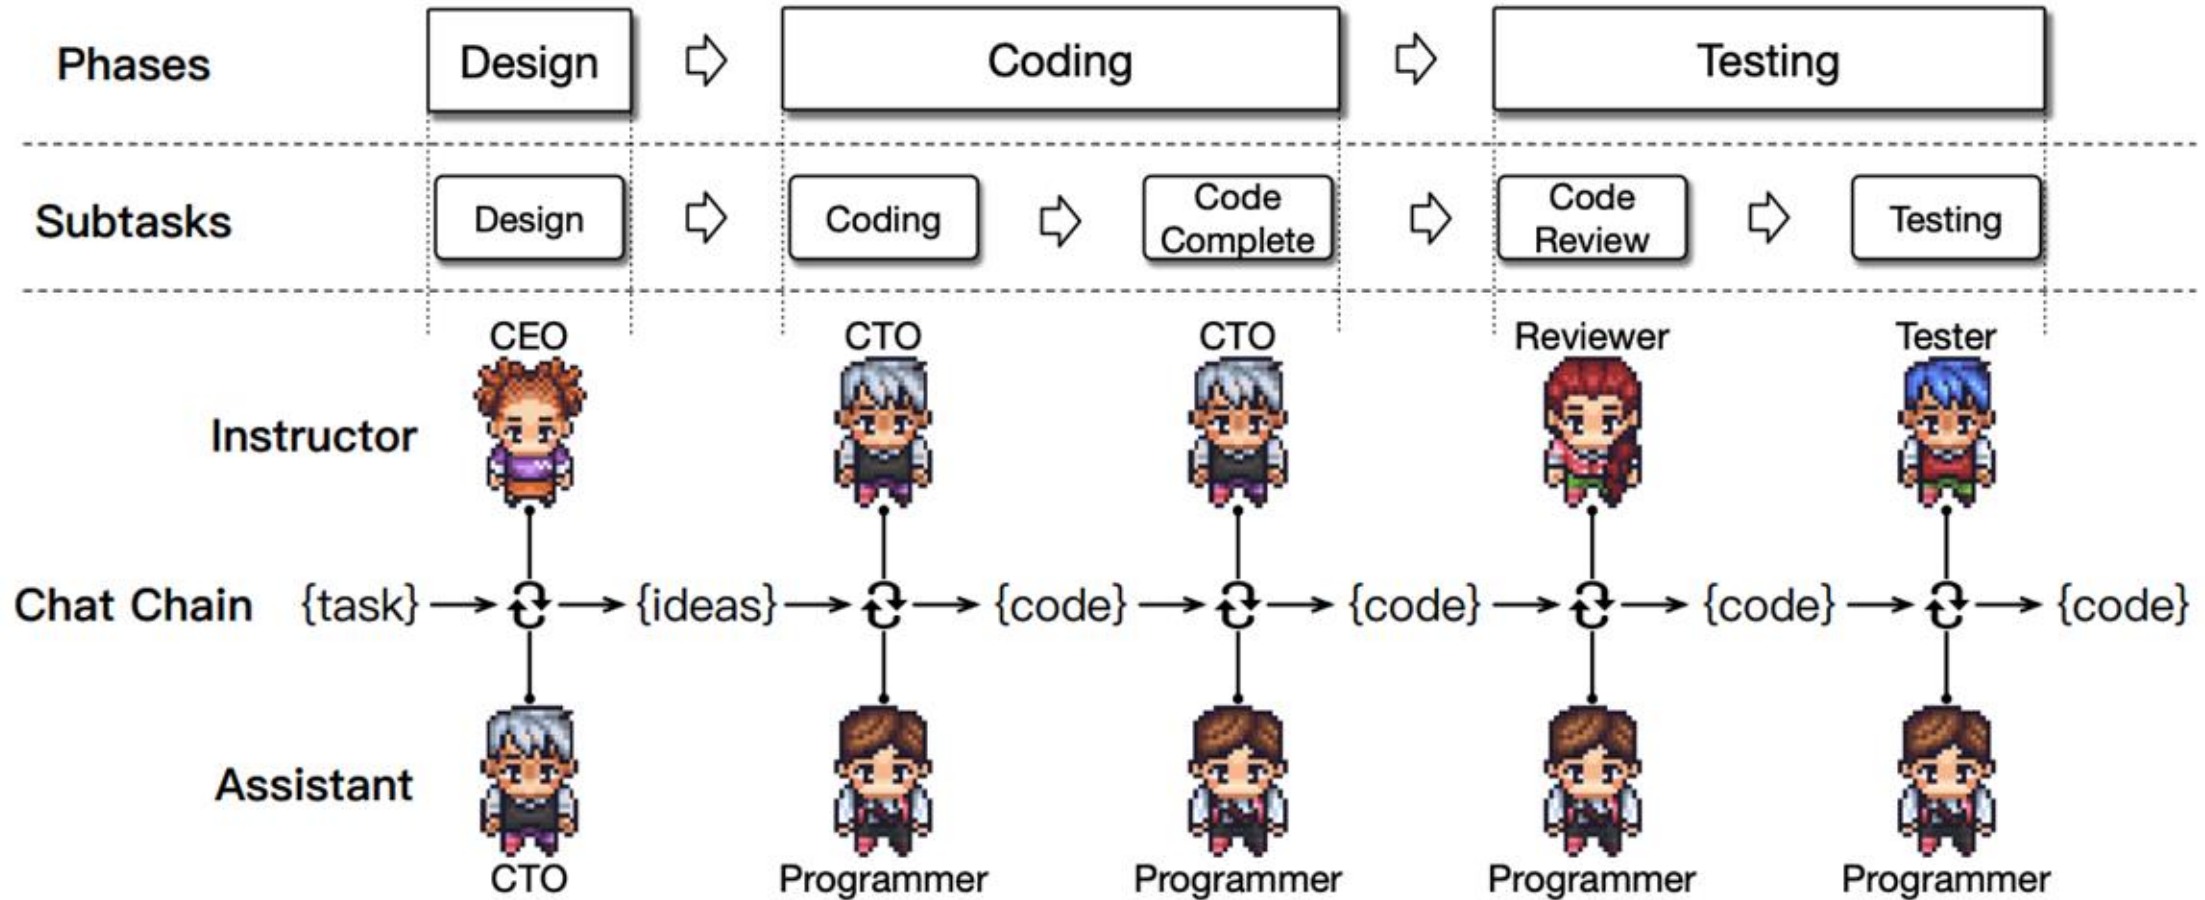 Phases Design Coding Testing
Subtasks Design Coding Code Complete Code Review Testing
CEO CTO CTO Reviewer Tester
Instructor
Chat Chain {task} {ideas} {code} {code} {code} {code}
Assistant
CTO Programmer Programmer Programmer Programmer